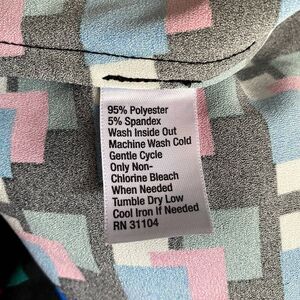 95% Polyester
5% Spandex
Wash Inside Out
Machine Wash Cold
Gentle Cycle
Only Non-
Chlorine Bleach
When Needed
Tumble Dry Low
Cool Iron If Needed
RN 31104